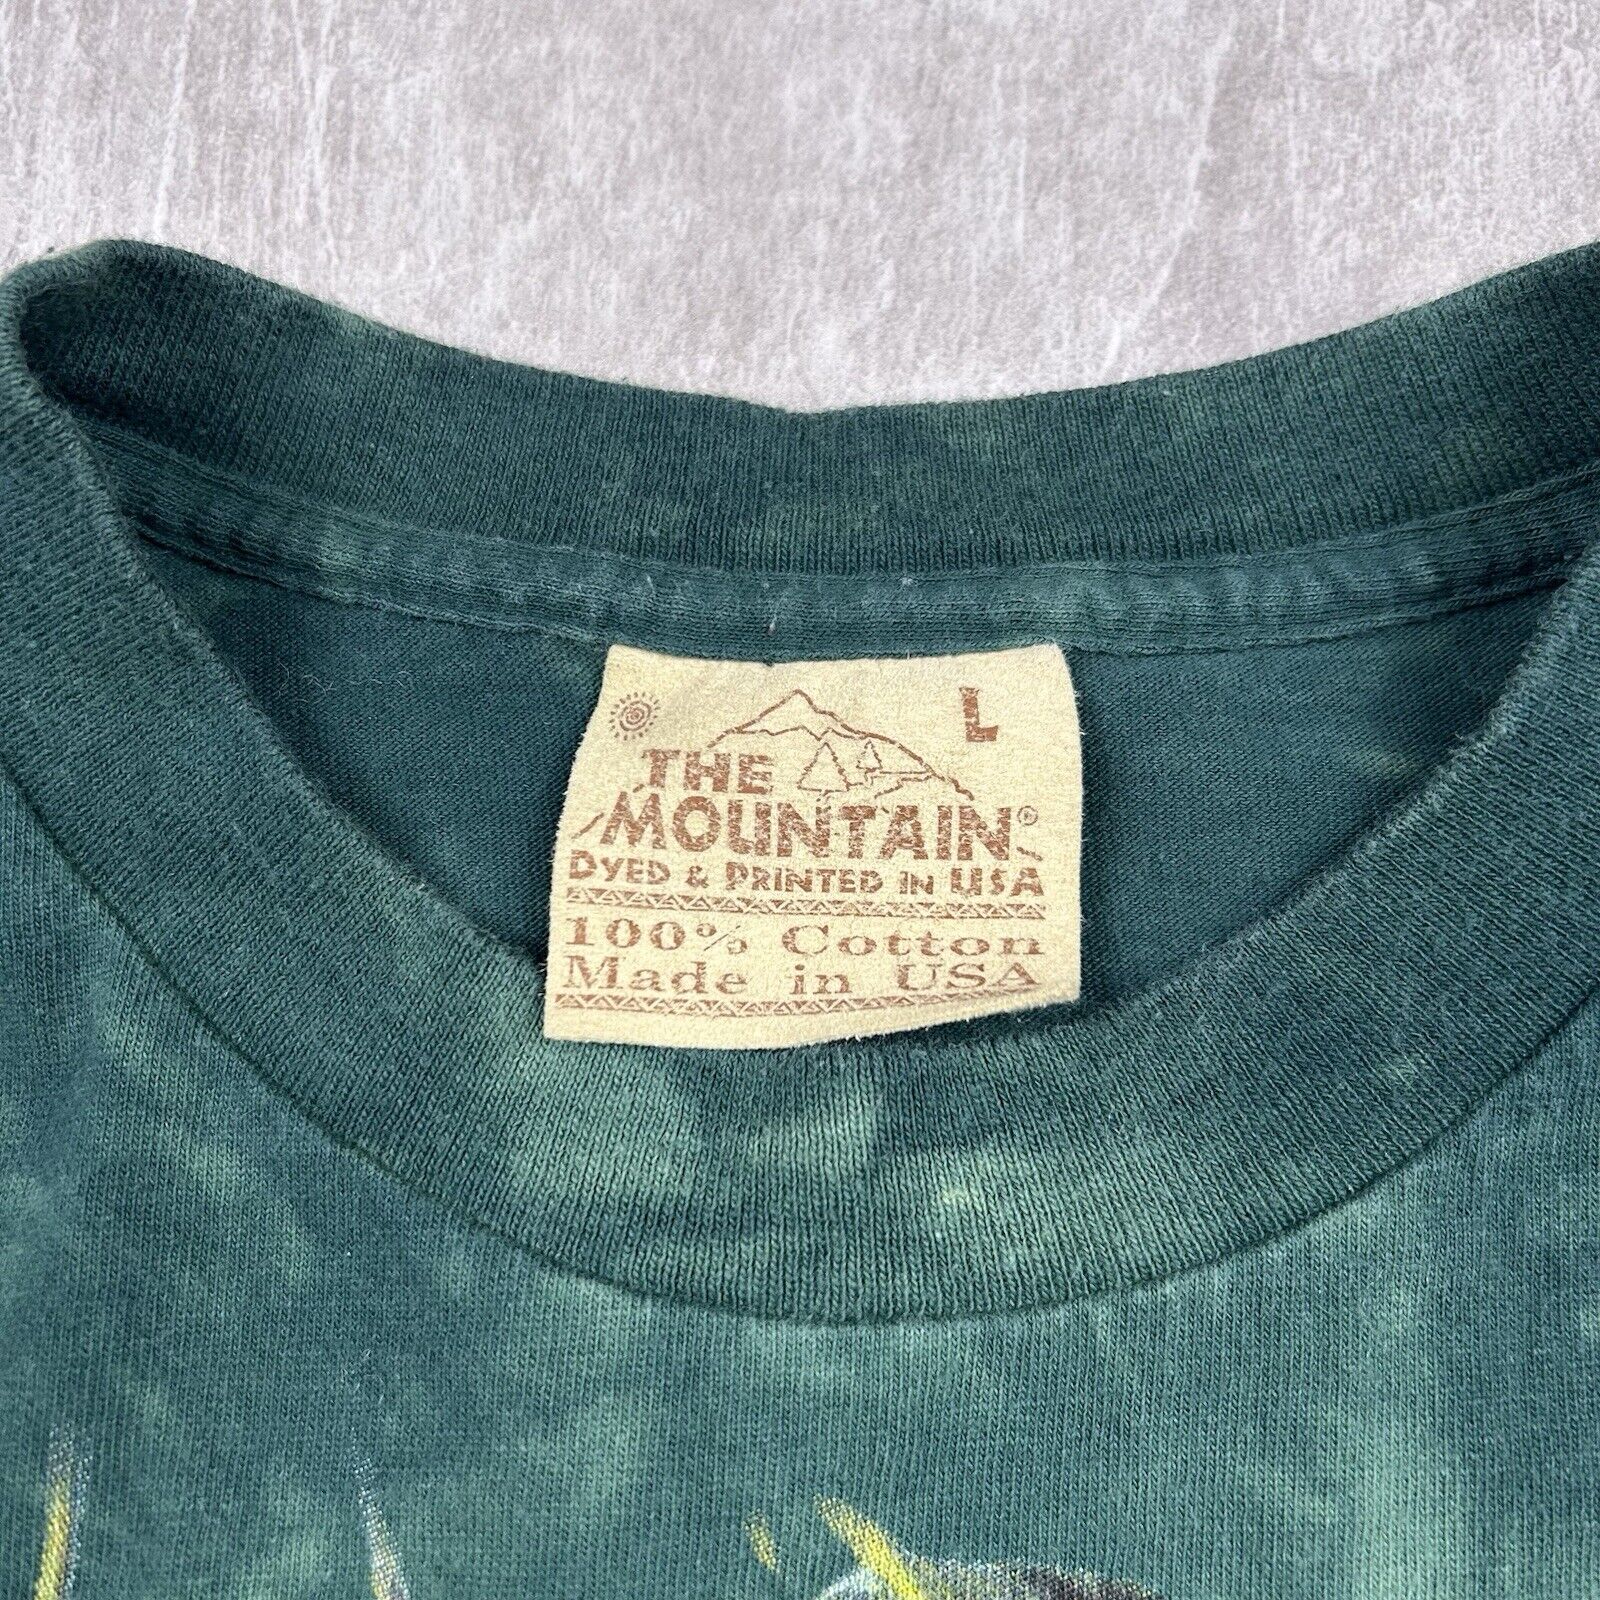 L
THE
MOUNTAIN®
DYED & PRINTED IN USA
100% Cotton
Made in USA